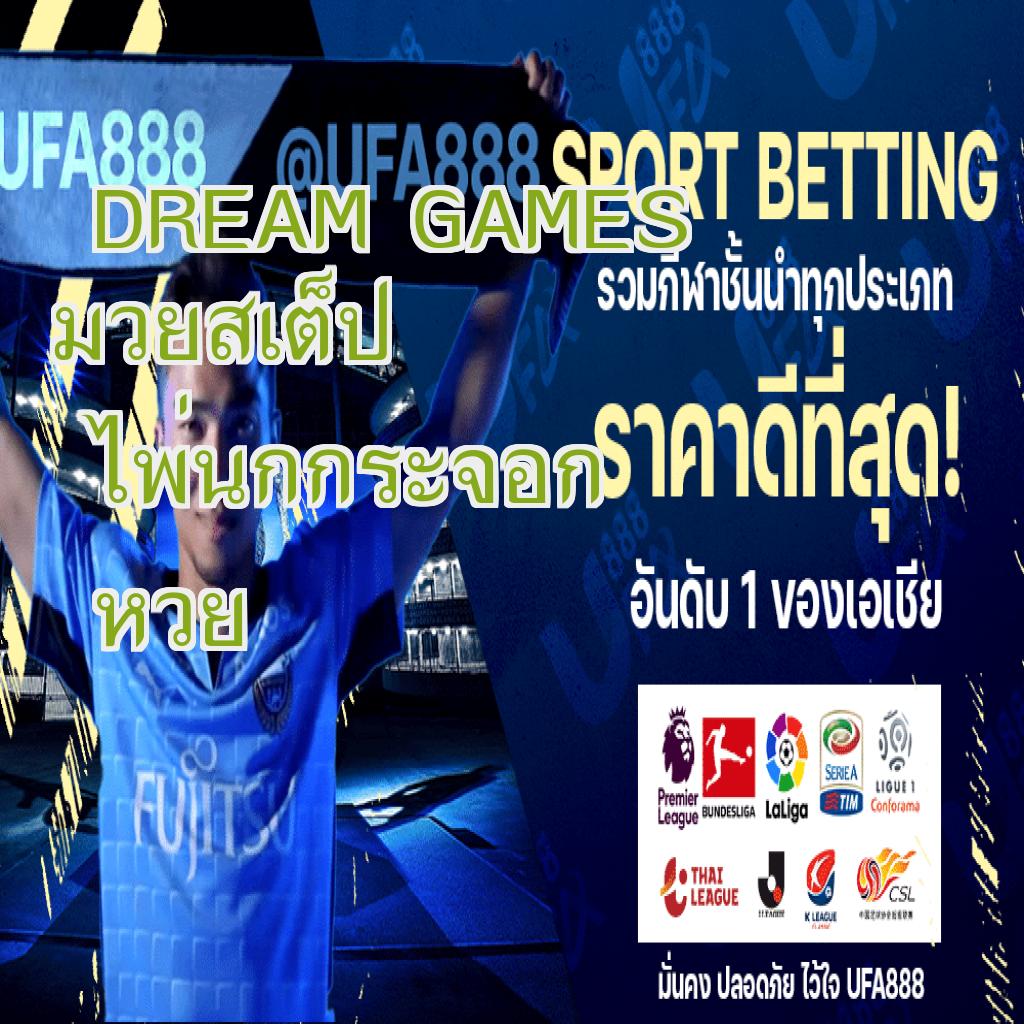 UFA888
@UFA888
SPORT BETTING
รวมกีฬาชั้นนำทุกประเภท
ราคาดีที่สุด!
อันดับ 1 ของเอเชีย
DREAM GAMES
มวยสเต็ป
ไพ่นกกระจอก
หวย
FUJITSU
Premier
League
BUNDESLIGA
LaLiga
SERIE A
TIM
LIGUE 1
Conforama
THAI
LEAGUE
J.LEAGUE
K LEAGUE
CSL
มั่นคง ปลอดภัย ไว้ใจ UFA888